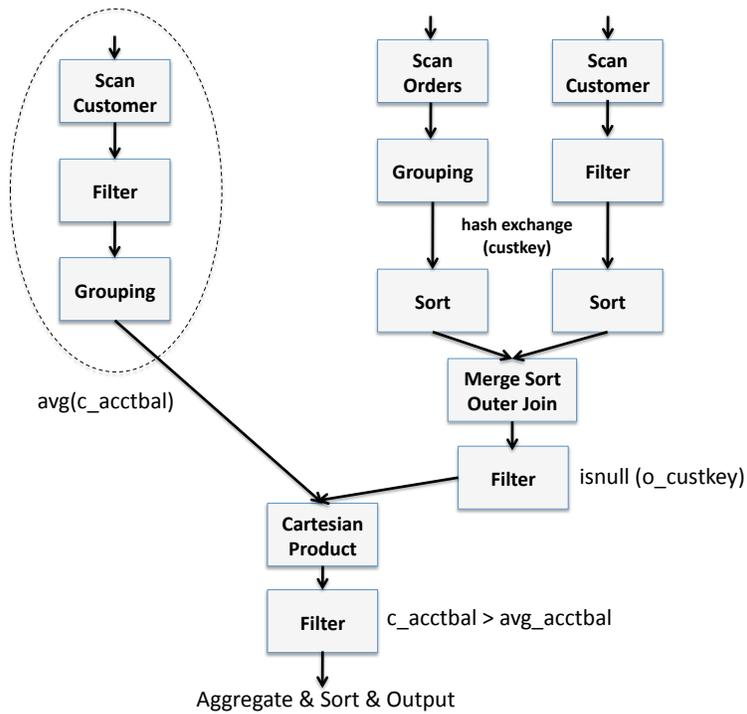 Scan
Customer
Filter
Grouping
avg(c_acctbal)
Scan
Orders
Grouping
Sort
hash exchange
(custkey)
Scan
Customer
Filter
Sort
Merge Sort
Outer Join
Filter
isnull (o_custkey)
Cartesian
Product
Filter
c_acctbal > avg_acctbal
Aggregate & Sort & Output